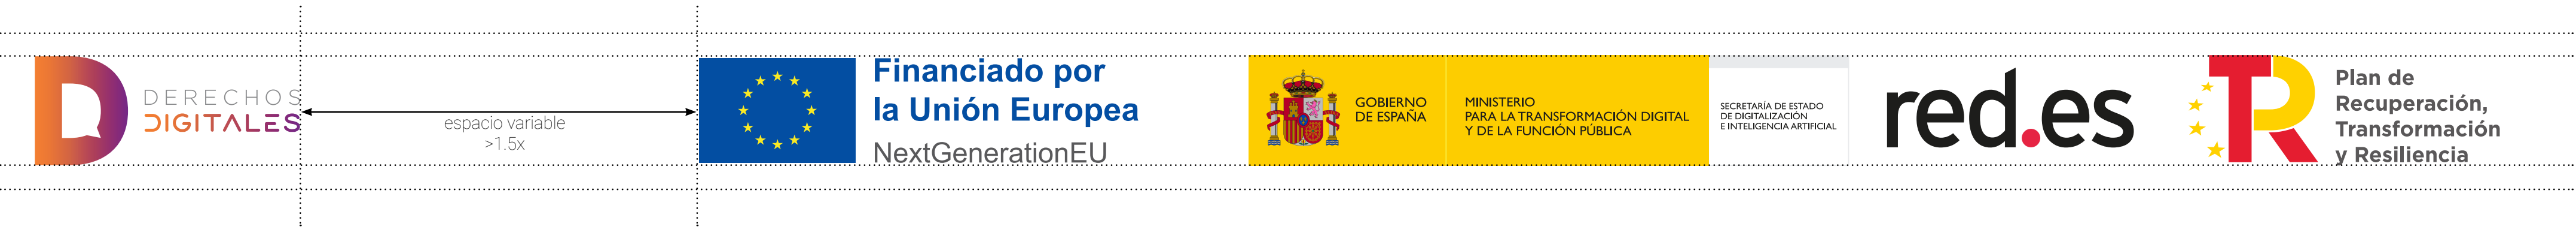 DERECHOS
DIGITALES
espacio variable
>1.5x
Financiado por
la Unión Europea
NextGenerationEU
GOBIERNO
DE ESPAÑA
MINISTERIO
PARA LA TRANSFORMACIÓN DIGITAL
Y DE LA FUNCIÓN PÚBLICA
SECRETARÍA DE ESTADO
DE DIGITALIZACIÓN
E INTELIGENCIA ARTIFICIAL
red.es
Plan de
Recuperación,
Transformación
y Resiliencia